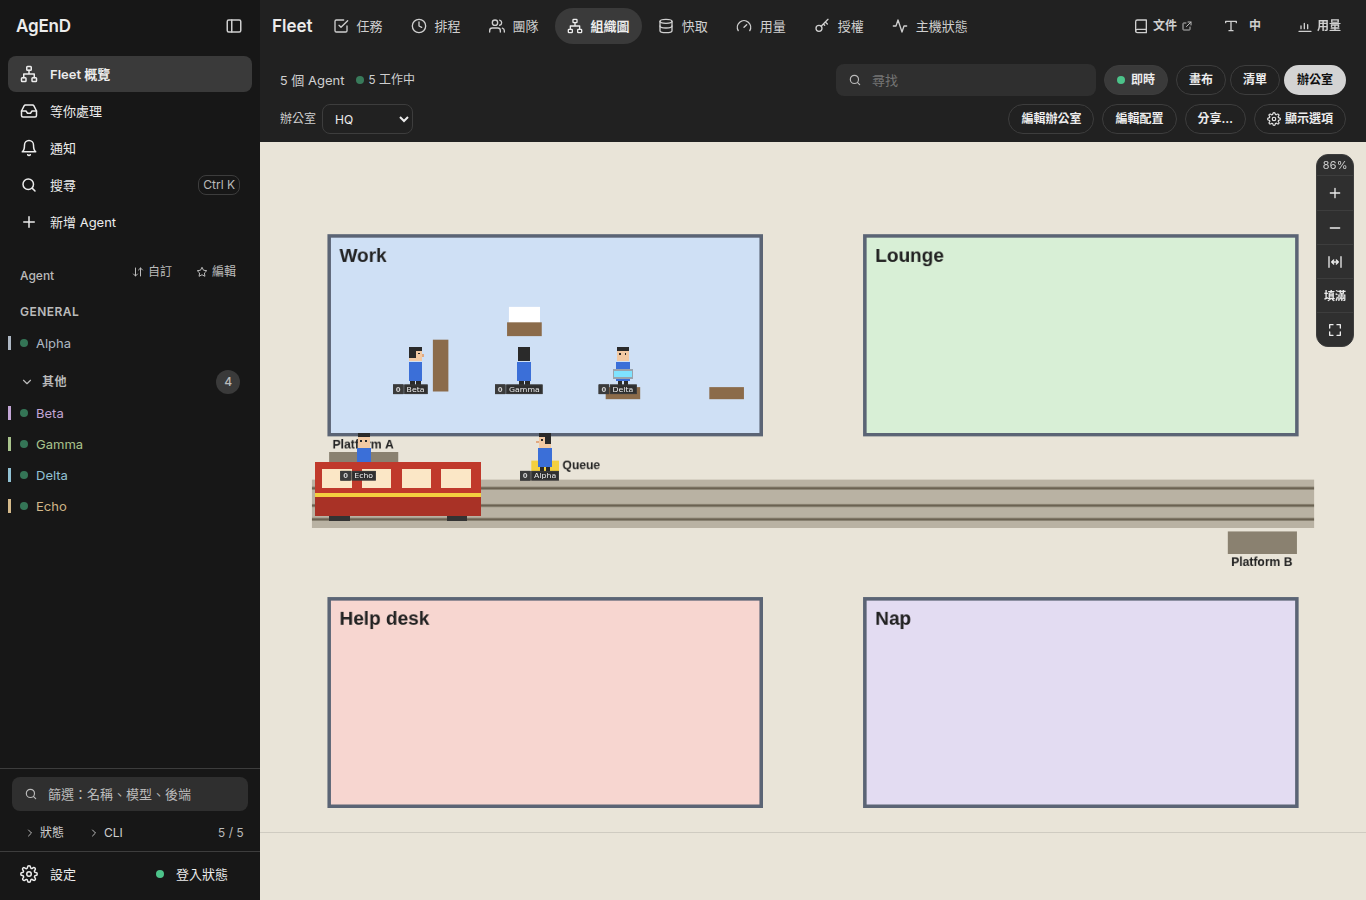 AgEnD
Fleet 概覽
等你處理
通知
搜尋
Ctrl K
新增 Agent
Agent
自訂
編輯
GENERAL
Alpha
其他
4
Beta
Gamma
Delta
Echo
篩選：名稱、模型、後端
狀態
CLI
5 / 5
設定
登入狀態
Fleet
任務
排程
團隊
組織圖
快取
用量
授權
主機狀態
文件
中
用量
5 個 Agent
5 工作中
尋找
即時
畫布
清單
辦公室
辦公室
HQ
編輯辦公室
編輯配置
分享…
顯示選項
86%
填滿
Work
Lounge
0 Beta
0 Gamma
0 Delta
Platform A
0 Echo
0 Alpha
Queue
Platform B
Help desk
Nap